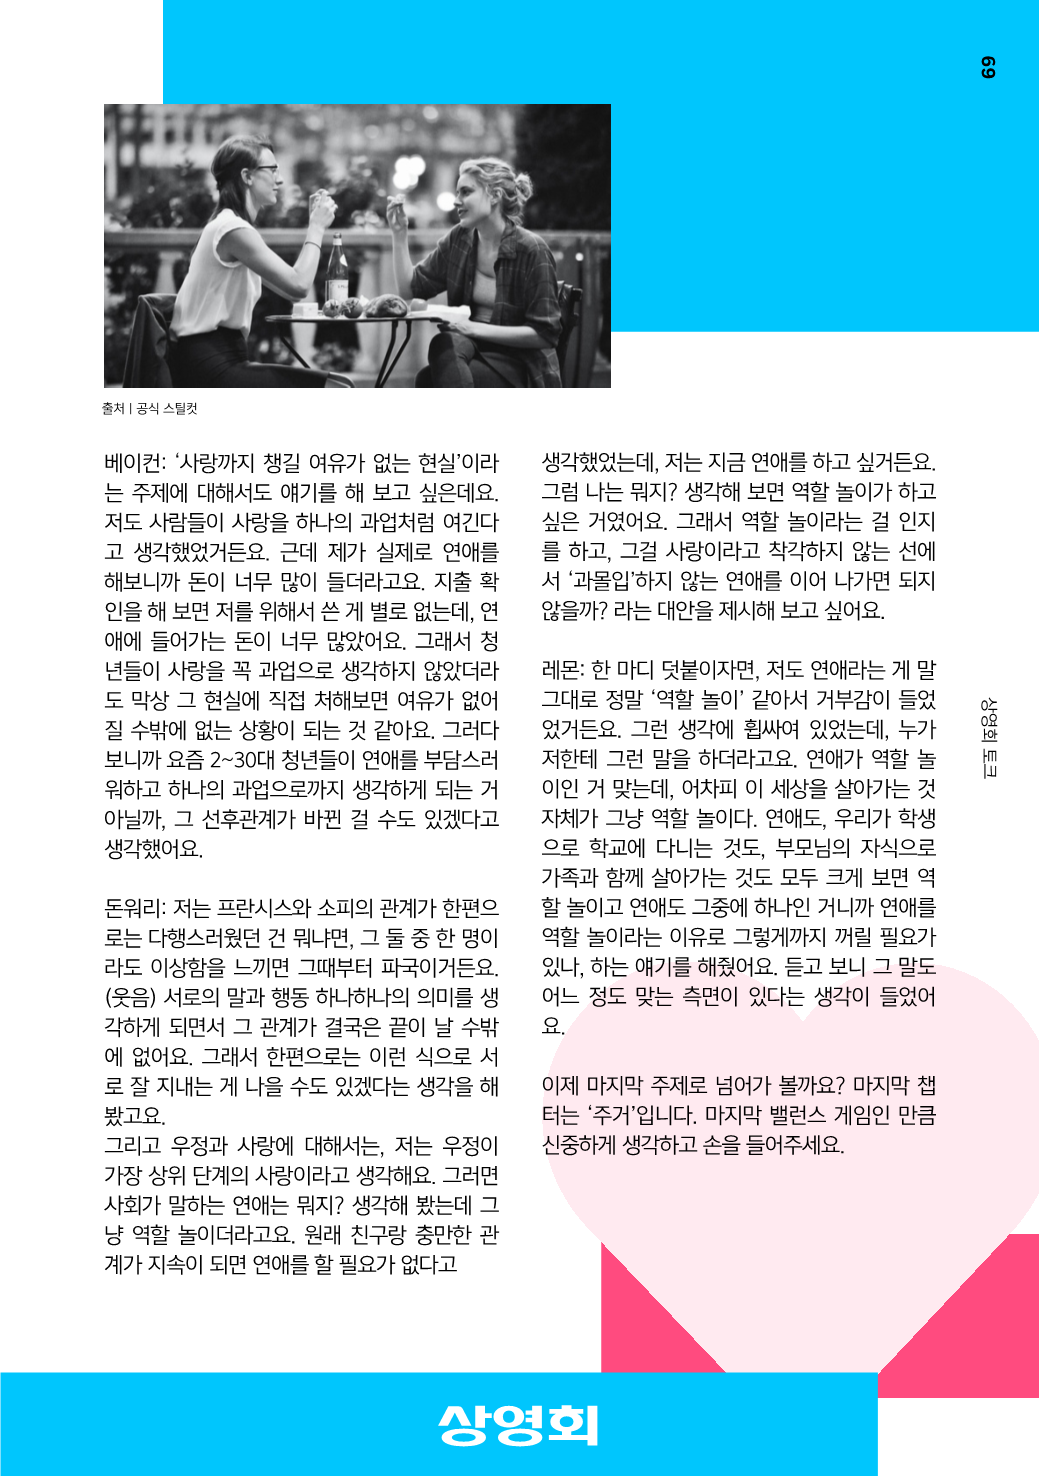 69
출처 | 공식 스틸컷
베이컨: ‘사랑까지 챙길 여유가 없는 현실’이라
는 주제에 대해서도 얘기를 해 보고 싶은데요.
저도 사람들이 사랑을 하나의 과업처럼 여긴다
고 생각했었거든요. 근데 제가 실제로 연애를
해보니까 돈이 너무 많이 들더라고요. 지출 확
인을 해 보면 저를 위해서 쓴 게 별로 없는데, 연
애에 들어가는 돈이 너무 많았어요. 그래서 청
년들이 사랑을 꼭 과업으로 생각하지 않았더라
도 막상 그 현실에 직접 처해보면 여유가 없어
질 수밖에 없는 상황이 되는 것 같아요. 그러다
보니까 요즘 2~30대 청년들이 연애를 부담스러
워하고 하나의 과업으로까지 생각하게 되는 거
아닐까, 그 선후관계가 바뀐 걸 수도 있겠다고
생각했어요.
돈워리: 저는 프란시스와 소피의 관계가 한편으
로는 다행스러웠던 건 뭐냐면, 그 둘 중 한 명이
라도 이상함을 느끼면 그때부터 파국이거든요.
(웃음) 서로의 말과 행동 하나하나의 의미를 생
각하게 되면서 그 관계가 결국은 끝이 날 수밖
에 없어요. 그래서 한편으로는 이런 식으로 서
로 잘 지내는 게 나을 수도 있겠다는 생각을 해
봤고요.
그리고 우정과 사랑에 대해서는, 저는 우정이
가장 상위 단계의 사랑이라고 생각해요. 그러면
사회가 말하는 연애는 뭐지? 생각해 봤는데 그
냥 역할 놀이더라고요. 원래 친구랑 충만한 관
계가 지속이 되면 연애를 할 필요가 없다고
생각했었는데, 저는 지금 연애를 하고 싶거든요.
그럼 나는 뭐지? 생각해 보면 역할 놀이가 하고
싶은 거였어요. 그래서 역할 놀이라는 걸 인지
를 하고, 그걸 사랑이라고 착각하지 않는 선에
서 ‘과몰입’하지 않는 연애를 이어 나가면 되지
않을까? 라는 대안을 제시해 보고 싶어요.
레몬: 한 마디 덧붙이자면, 저도 연애라는 게 말
그대로 정말 ‘역할 놀이’ 같아서 거부감이 들었
었거든요. 그런 생각에 휩싸여 있었는데, 누가
저한테 그런 말을 하더라고요. 연애가 역할 놀
이인 거 맞는데, 어차피 이 세상을 살아가는 것
자체가 그냥 역할 놀이다. 연애도, 우리가 학생
으로 학교에 다니는 것도, 부모님의 자식으로
가족과 함께 살아가는 것도 모두 크게 보면 역
할 놀이고 연애도 그중에 하나인 거니까 연애를
역할 놀이라는 이유로 그렇게까지 꺼릴 필요가
있나, 하는 얘기를 해줬어요. 듣고 보니 그 말도
어느 정도 맞는 측면이 있다는 생각이 들었어
요.
이제 마지막 주제로 넘어가 볼까요? 마지막 챕
터는 ‘주거’입니다. 마지막 밸런스 게임인 만큼
신중하게 생각하고 손을 들어주세요.
상영회 토크
상영회